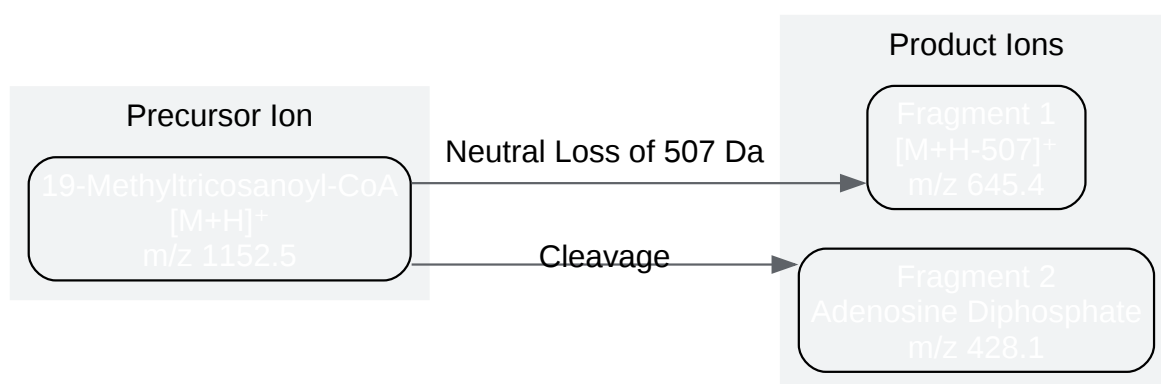 Precursor Ion
19-Methyltricosanoyl-CoA
[M+H]⁺
m/z 1152.5
Neutral Loss of 507 Da
Cleavage
Product Ions
Fragment 1
[M+H-507]⁺
m/z 645.4
Fragment 2
Adenosine Diphosphate
m/z 428.1